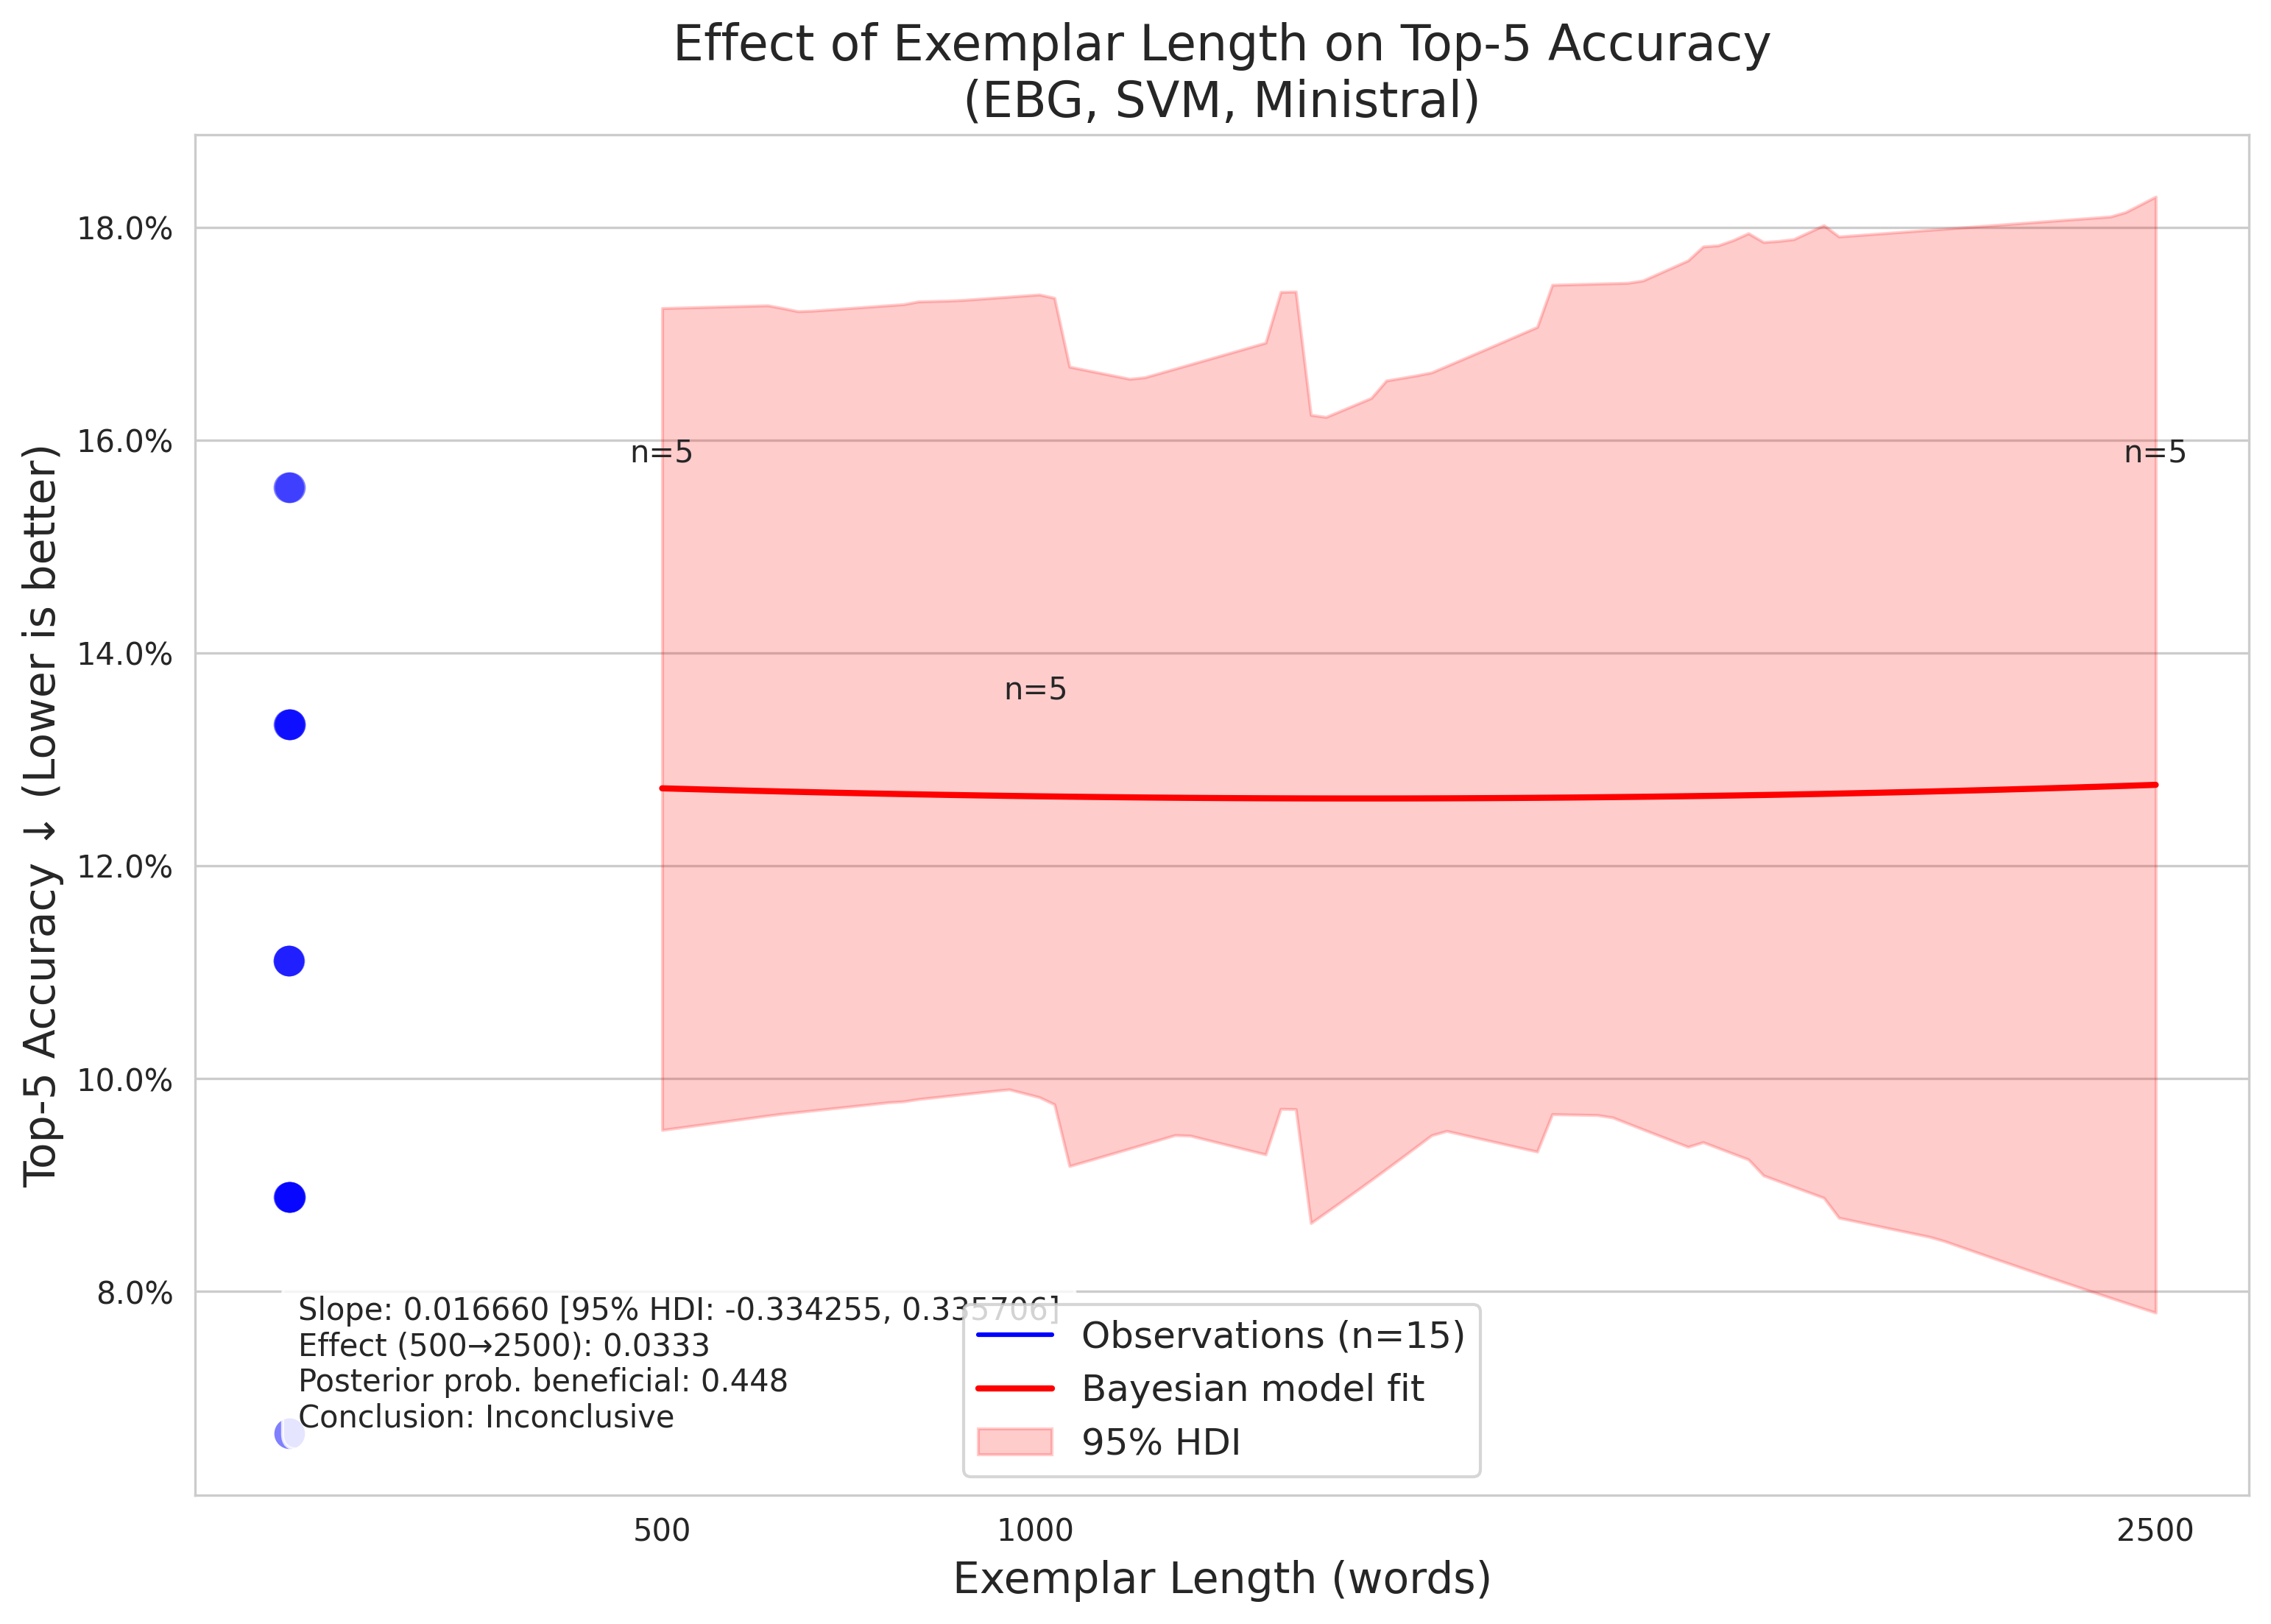 Effect of Exemplar Length on Top-5 Accuracy
(EBG, SVM, Ministral)
Top-5 Accuracy ↓ (Lower is better)
18.0%
16.0%
14.0%
12.0%
10.0%
8.0%
n=5
n=5
n=5
Slope: 0.016660 [95% HDI: -0.334255, 0.335706]
Effect (500→2500): 0.0333
Posterior prob. beneficial: 0.448
Conclusion: Inconclusive
Observations (n=15)
Bayesian model fit
95% HDI
500
1000
2500
Exemplar Length (words)